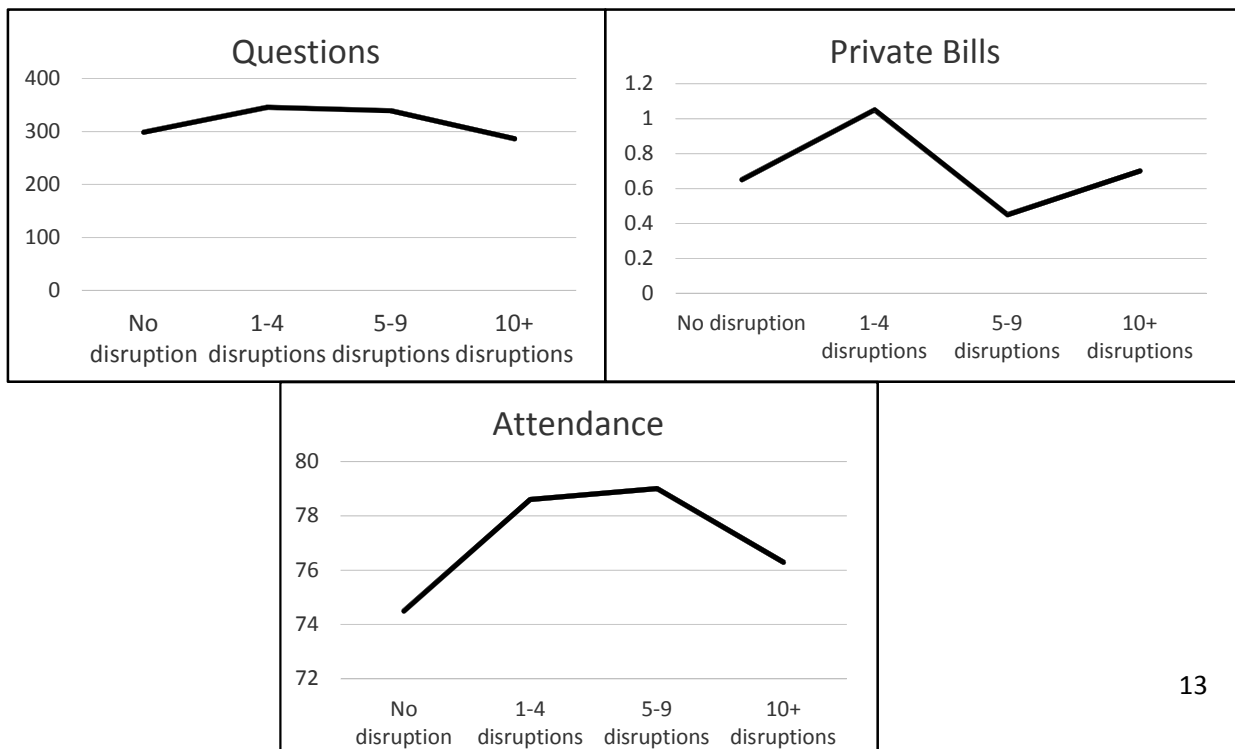 Questions
400
300
200
100
0
No disruption
1-4 disruptions
5-9 disruptions
10+ disruptions
Private Bills
1.2
1
0.8
0.6
0.4
0.2
0
No disruption
1-4 disruptions
5-9 disruptions
10+ disruptions
Attendance
80
78
76
74
72
No disruption
1-4 disruptions
5-9 disruptions
10+ disruptions
13